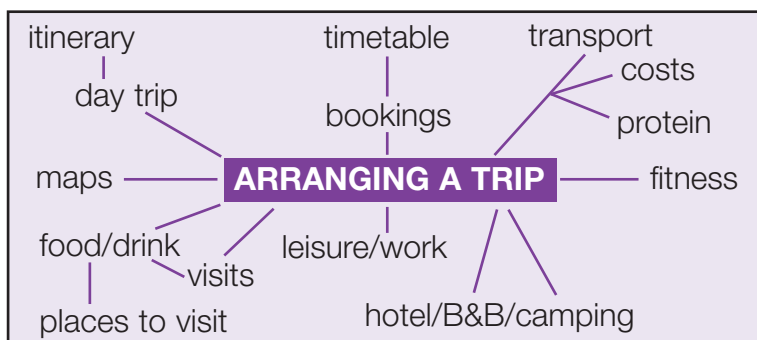 itinerary
timetable
transport
day trip
bookings
costs
protein
maps
ARRANGING A TRIP
fitness
food/drink
visits
leisure/work
places to visit
hotel/B&B/camping